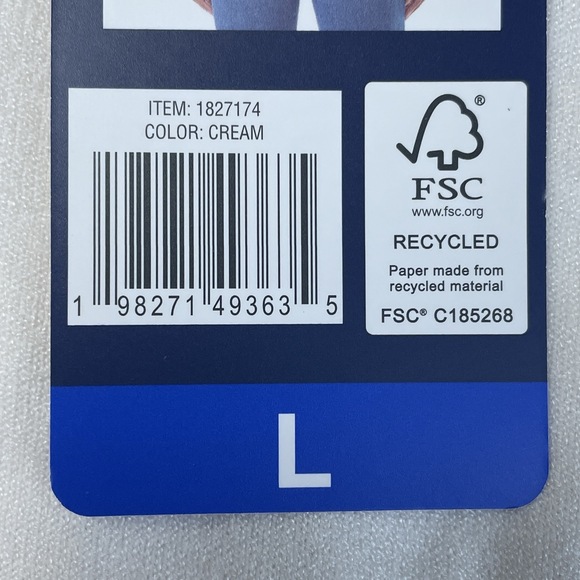 ITEM: 1827174
COLOR: CREAM
1 98271 49363 5
®
FSC
www.fsc.org
RECYCLED
Paper made from
recycled material
FSC® C185268
L